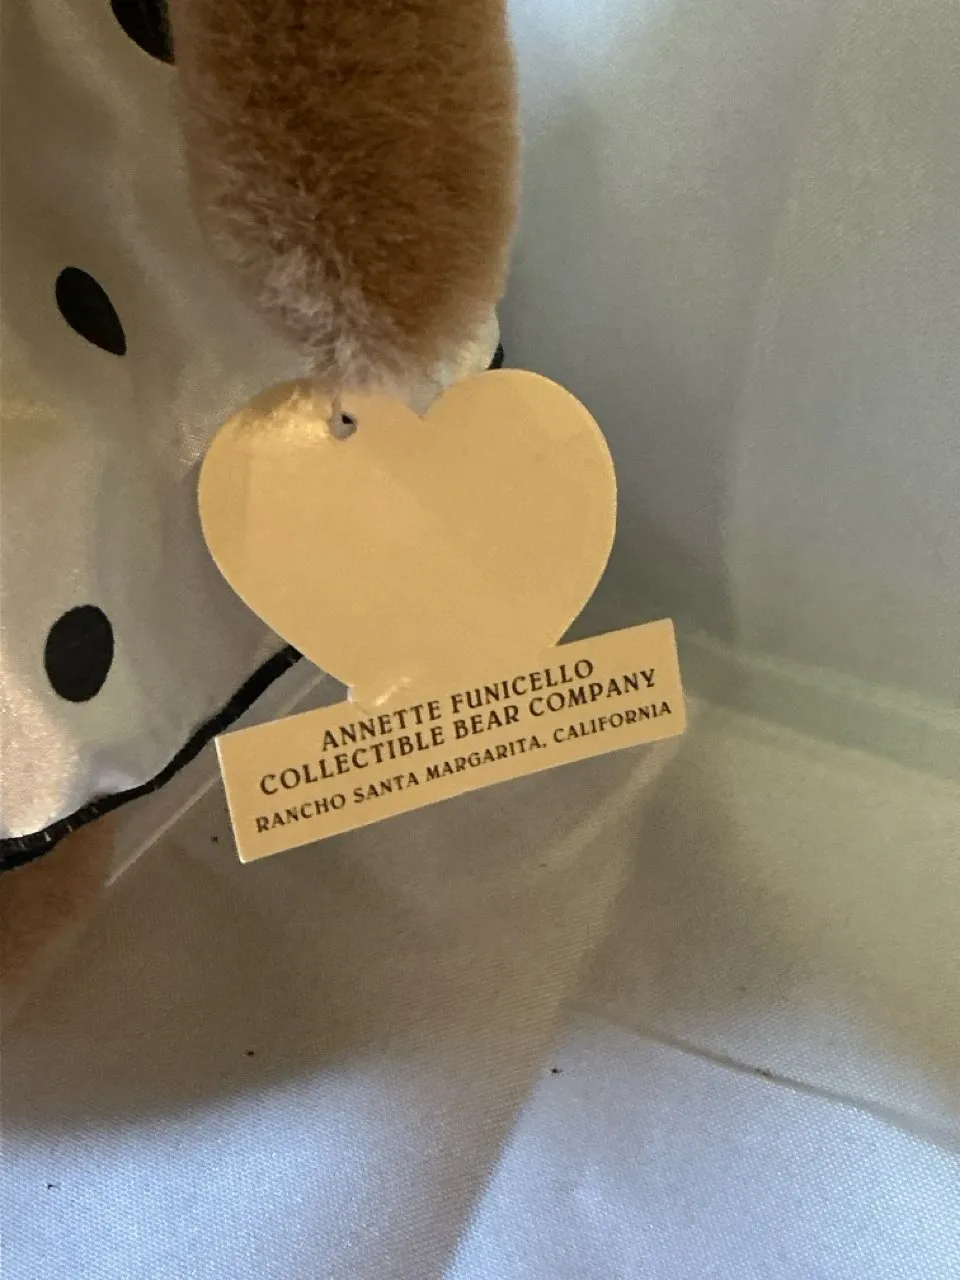 ANNETTE FUNICELLO
COLLECTIBLE BEAR COMPANY
RANCHO SANTA MARGARITA, CALIFORNIA